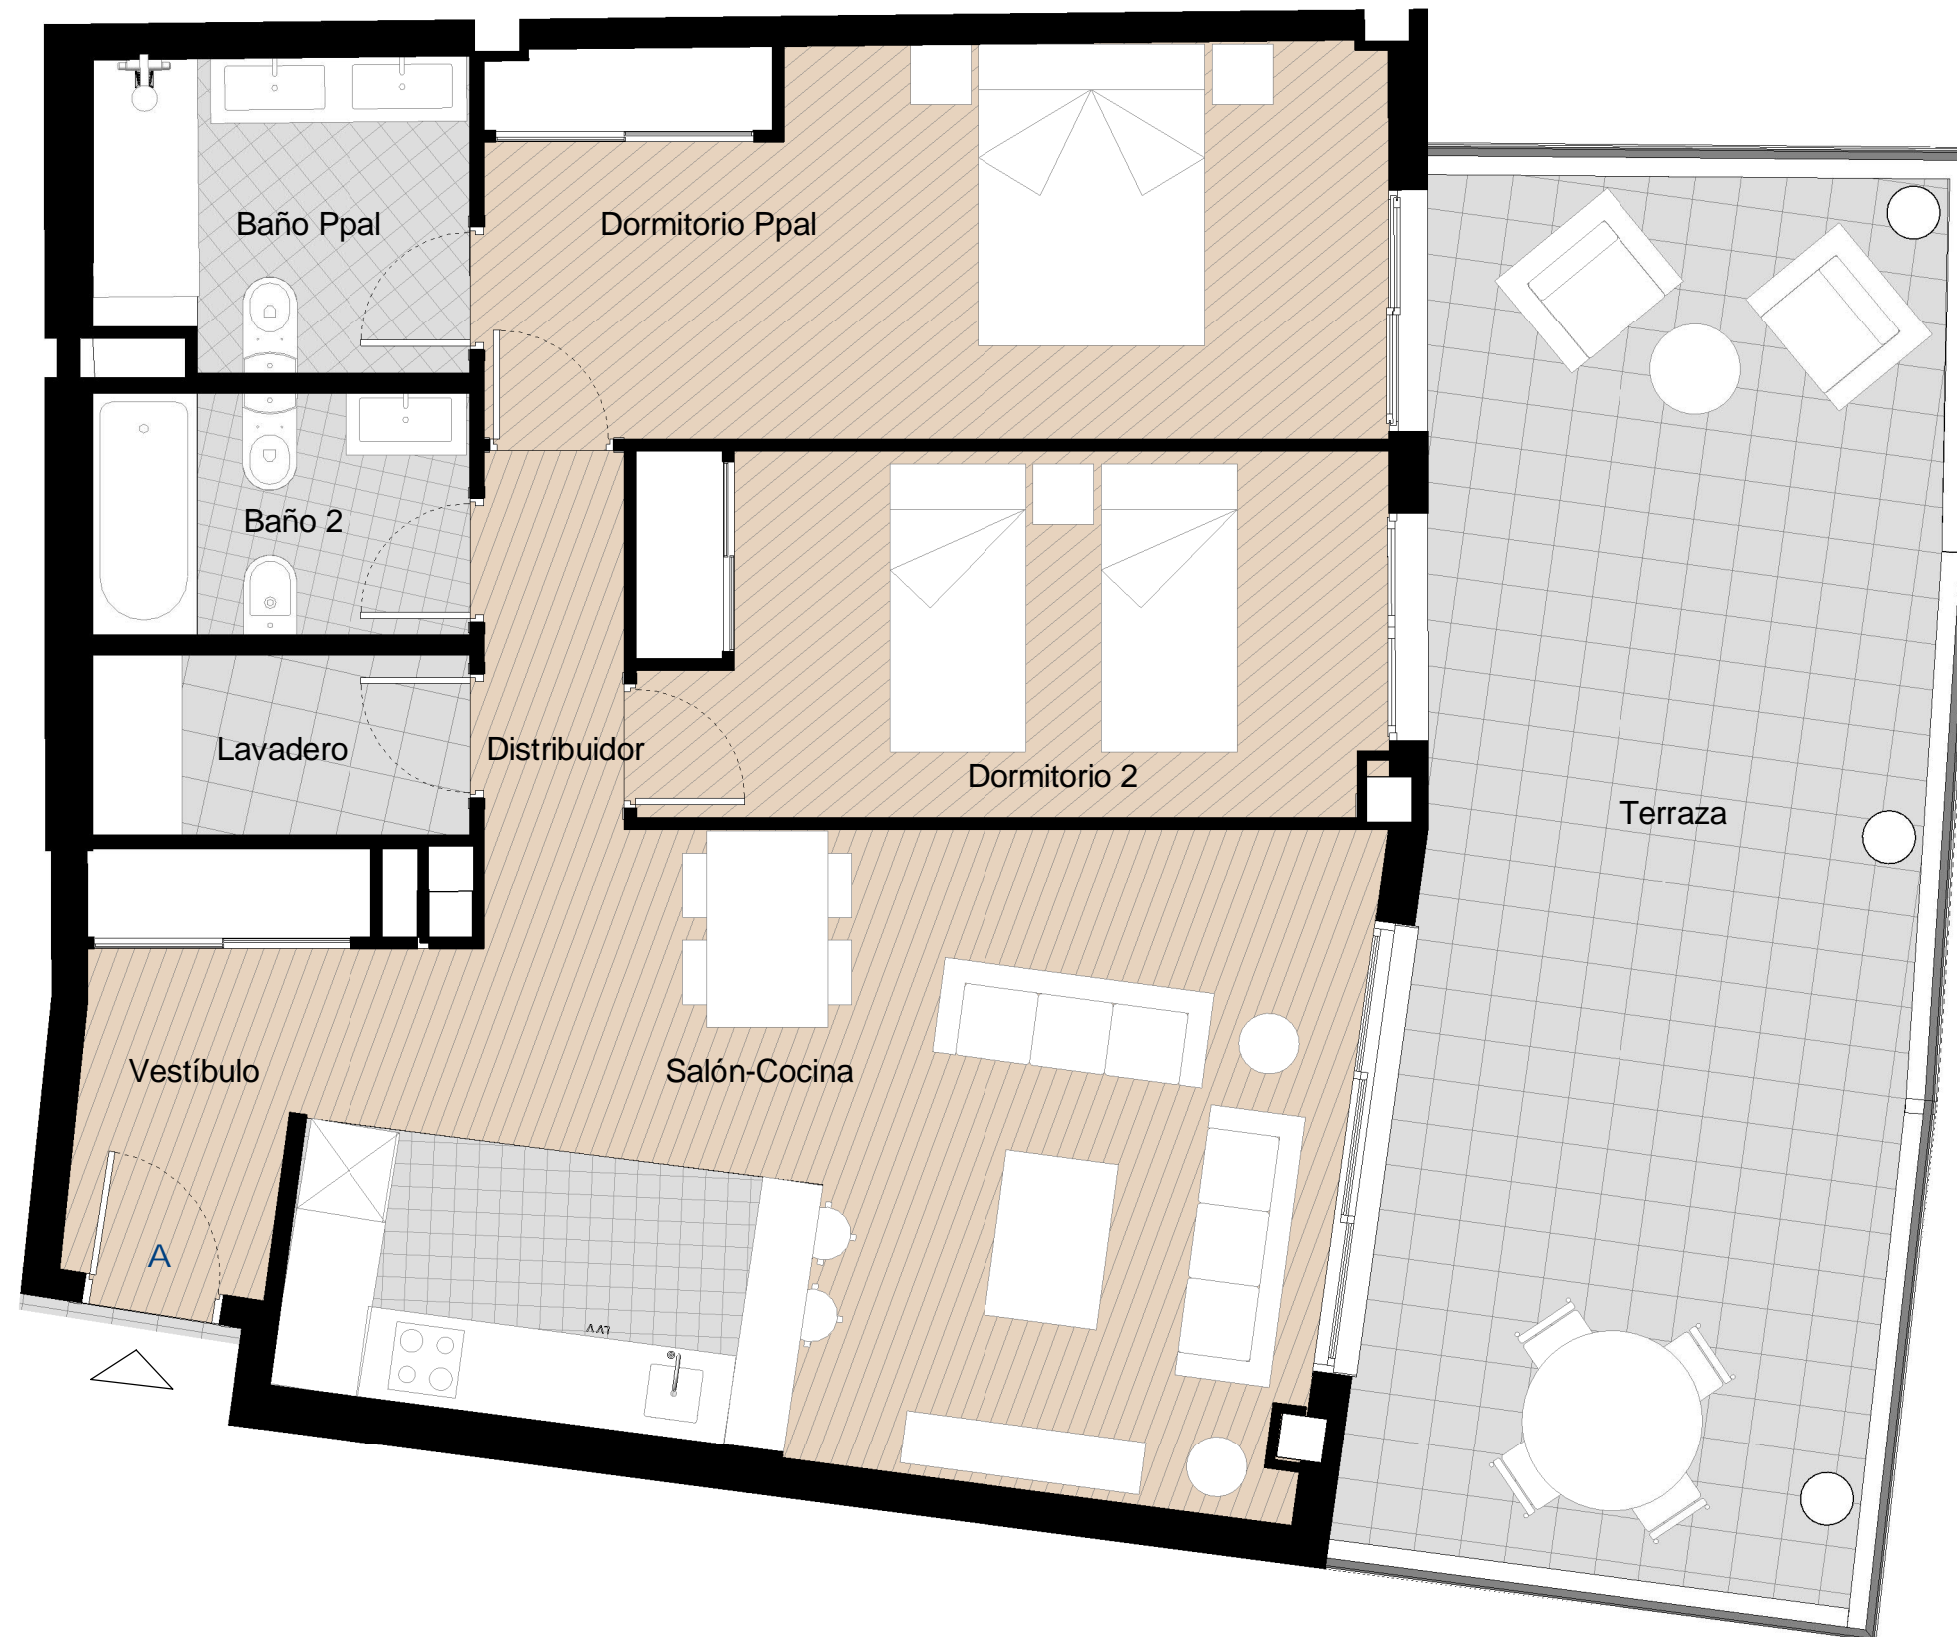 Baño Ppal
Dormitorio Ppal
Baño 2
Lavadero
Distribuidor
Dormitorio 2
Terraza
Vestíbulo
Salón-Cocina
A